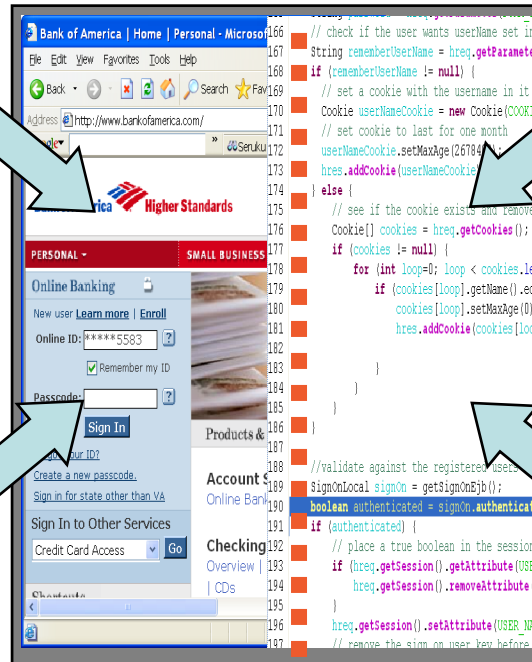 Bank of America | Home | Personal - Microsof
File Edit View Favorites Tools Help
Back Search Fav
Address http://www.bankofamerica.com/
» Seruku
Higher Standards
PERSONAL SMALL BUSINESS
Online Banking
New user Learn more | Enroll
Online ID: *****5583 ?
Remember my ID
Passcode: ?
Sign In
ur ID?
Create a new passcode.
Sign in for state other than VA
Sign In to Other Services
Credit Card Access Go
Products &
Account S
Online Bank
Checking
Overview |
| CDs
166 // check if the user wants userName set in
167 String rememberUserName = hreq.getParamete
168 if (rememberUserName != null) {
169 // set a cookie with the username in it
170 Cookie userNameCookie = new Cookie(COOKI
171 // set cookie to last for one month
172 userNameCookie.setMaxAge(26784
173 hres.addCookie(userNameCookie)
174 } else {
175 // see if the cookie exists and remove
176 Cookie[] cookies = hreq.getCookies();
177 if (cookies != null) {
178 for (int loop=0; loop < cookies.le
179 if (cookies[loop].getName().eq
180 cookies[loop].setMaxAge(0)
181 hres.addCookie(cookies[loo
182
183 }
184 }
185 }
186 }
187
188 //validate against the registered users
189 SignOnLocal signOn = getSignOnEjb();
190 boolean authenticated = signOn.authenticat
191 if (authenticated) {
192 // place a true boolean in the session
193 if (hreq.getSession().getAttribute(USE
194 hreq.getSession().removeAttribute(
195 }
196 hreq.getSession().setAttribute(USER_NA
197 // remove the sign on user key before